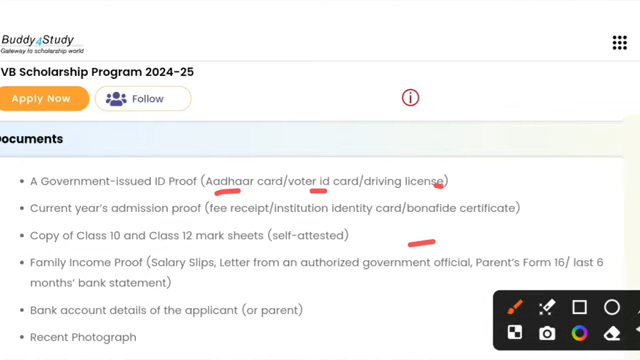 Buddy4Study
Gateway to scholarship world
VB Scholarship Program 2024-25
Apply Now
Follow
Documents
A Government-issued ID Proof (Aadhaar card/voter id card/driving license)
Current year's admission proof (fee receipt/institution identity card/bonafide certificate)
Copy of Class 10 and Class 12 mark sheets (self-attested)
Family Income Proof (Salary Slips, Letter from an authorized government official, Parent's Form 16/ last 6
months' bank statement)
Bank account details of the applicant (or parent)
Recent Photograph